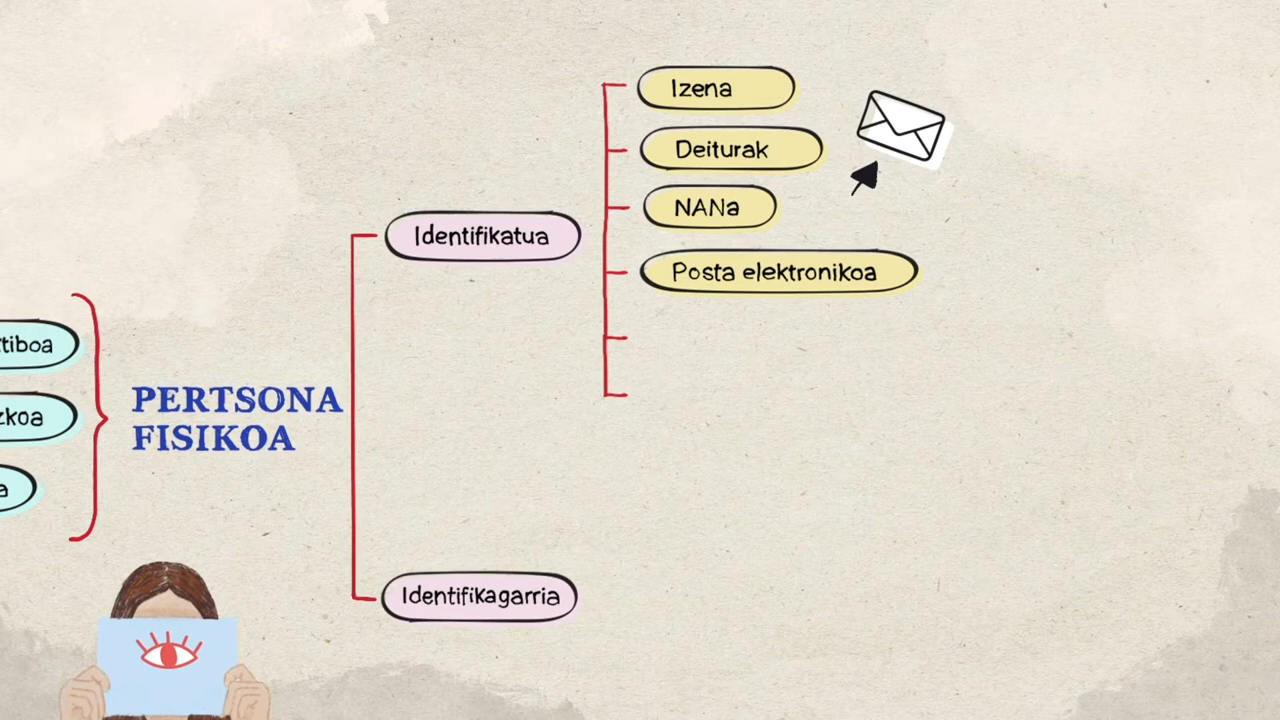 Izena
Deiturak
NANa
Identifikatua
Posta elektronikoa
PERTSONA
FISIKOA
Identifikagarria